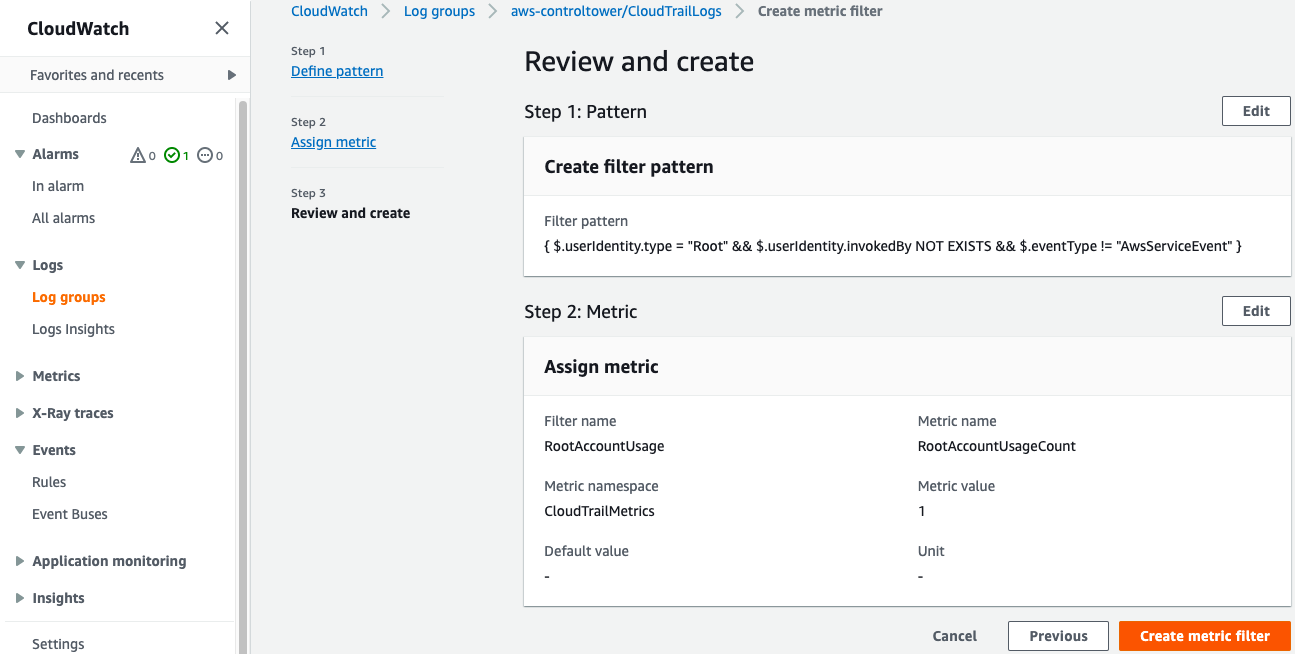 CloudWatch
Favorites and recents
Dashboards
Alarms 0 1 0
In alarm
All alarms
Logs
Log groups
Logs Insights
Metrics
X-Ray traces
Events
Rules
Event Buses
Application monitoring
Insights
Settings
CloudWatch > Log groups > aws-controltower/CloudTrailLogs > Create metric filter
Step 1
Define pattern
Step 2
Assign metric
Step 3
Review and create
Review and create
Step 1: Pattern
Edit
Create filter pattern
Filter pattern
{ $.userIdentity.type = "Root" && $.userIdentity.invokedBy NOT EXISTS && $.eventType != "AwsServiceEvent" }
Step 2: Metric
Edit
Assign metric
Filter name
RootAccountUsage
Metric name
RootAccountUsageCount
Metric namespace
CloudTrailMetrics
Metric value
1
Default value
-
Unit
-
Cancel
Previous
Create metric filter